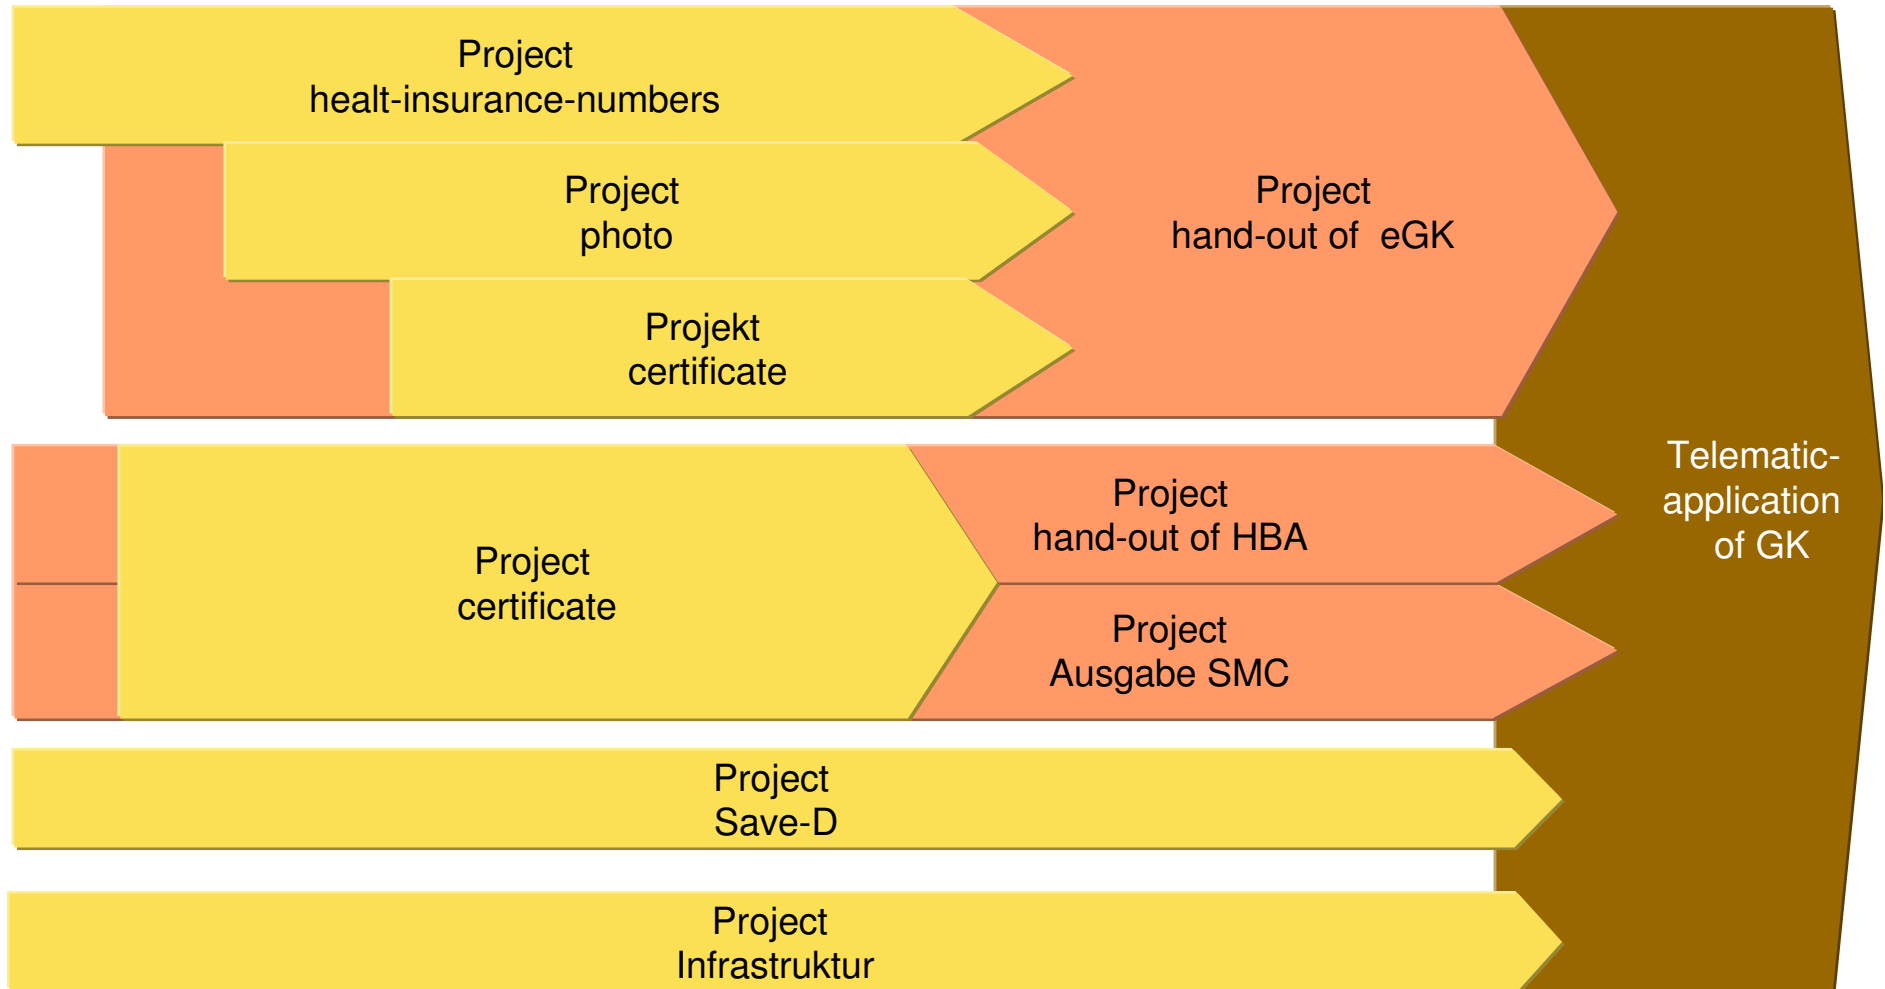 Project
healt-insurance-numbers
Project
photo
Projekt
certificate
Project
hand-out of eGK
Project
certificate
Project
hand-out of HBA
Project
Ausgabe SMC
Telematic-
application
of GK
Project
Save-D
Project
Infrastruktur